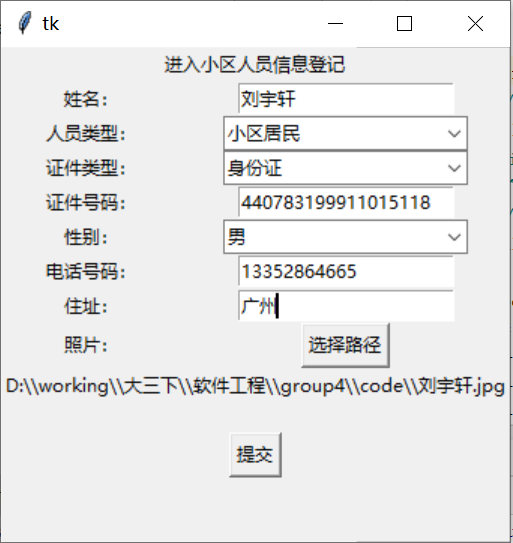 tk
进入小区人员信息登记
姓名： 刘宇轩
人员类型： 小区居民
证件类型： 身份证
证件号码： 440783199911015118
性别： 男
电话号码： 13352864665
住址： 广州
照片： 选择路径
D:\\working\\大三下\\软件工程\\group4\\code\\刘宇轩.jpg
提交